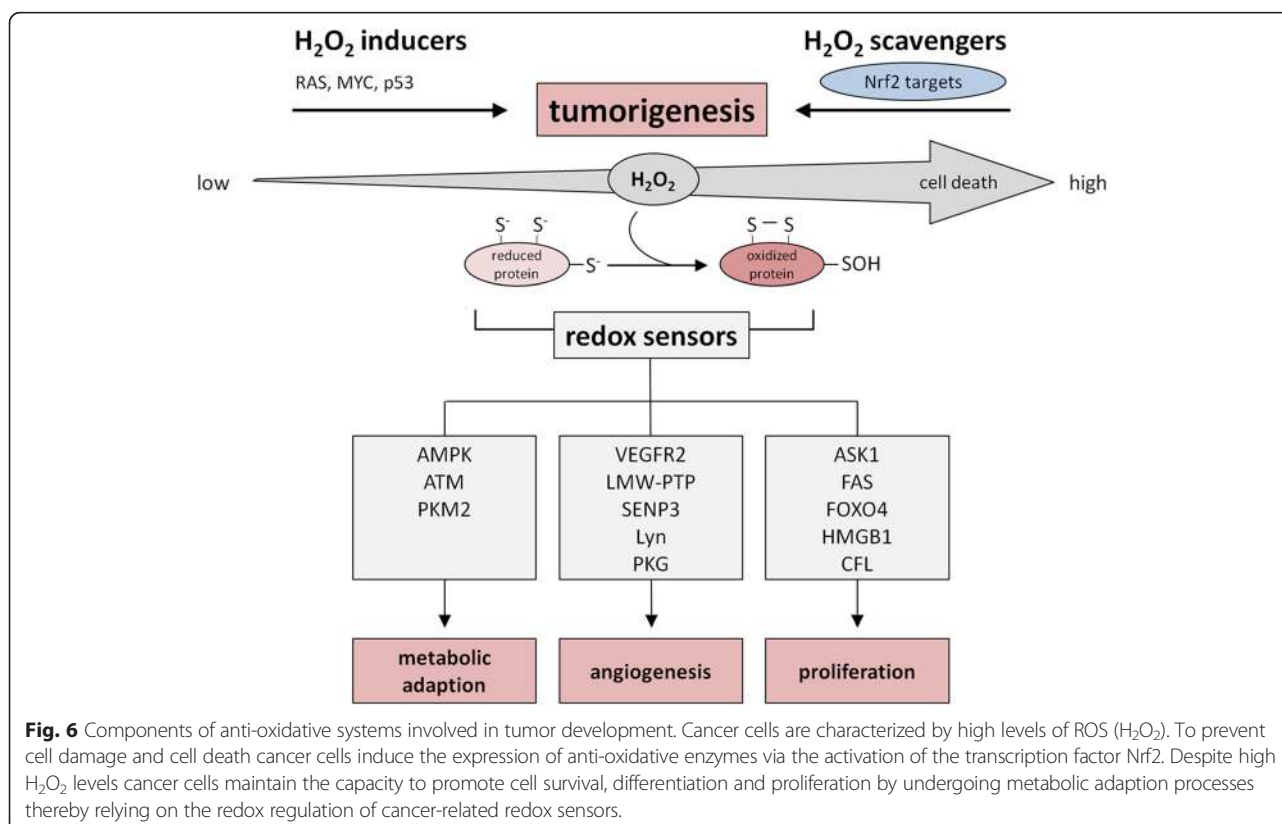 H₂O₂ inducers
H₂O₂ scavengers
RAS, MYC, p53
Nrf2 targets
tumorigenesis
low
H₂O₂
cell death
high
S⁻ S⁻
reduced
protein
S⁻
S – S
oxidized
protein
SOH
redox sensors
AMPK
ATM
PKM2
VEGFR2
LMW-PTP
SENP3
Lyn
PKG
ASK1
FAS
FOXO4
HMGB1
CFL
metabolic
adaption
angiogenesis
proliferation
Fig. 6 Components of anti-oxidative systems involved in tumor development. Cancer cells are characterized by high levels of ROS (H₂O₂). To prevent
cell damage and cell death cancer cells induce the expression of anti-oxidative enzymes via the activation of the transcription factor Nrf2. Despite high
H₂O₂ levels cancer cells maintain the capacity to promote cell survival, differentiation and proliferation by undergoing metabolic adaption processes
thereby relying on the redox regulation of cancer-related redox sensors.